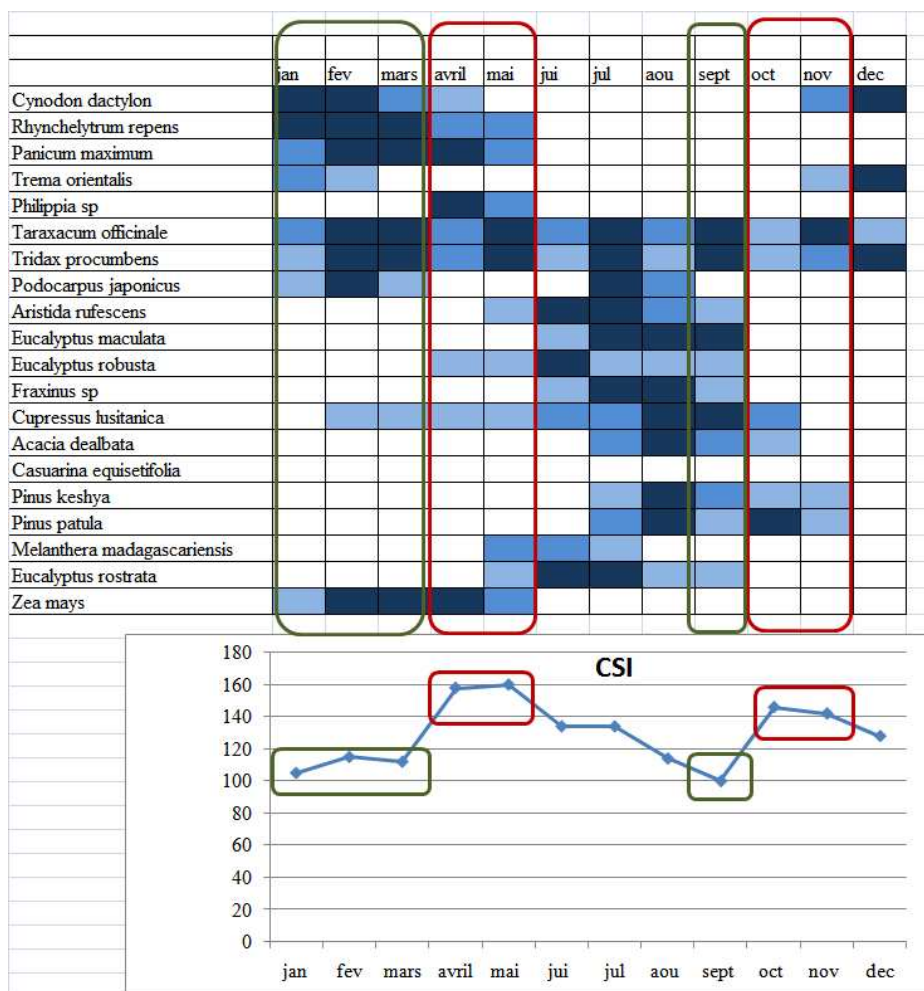 jan fev mars avril mai jui jul aou sept oct nov dec
Cynodon dactylon
Rhynchelytrum repens
Panicum maximum
Trema orientalis
Philippia sp
Taraxacum officinale
Tridax procumbens
Podocarpus japonicus
Aristida rufescens
Eucalyptus maculata
Eucalyptus robusta
Fraxinus sp
Cupressus lusitanica
Acacia dealbata
Casuarina equisetifolia
Pinus keshya
Pinus patula
Melanthera madagascariensis
Eucalyptus rostrata
Zea mays
CSI
180
160
140
120
100
80
60
40
20
0
jan fev mars avril mai jui jul aou sept oct nov dec